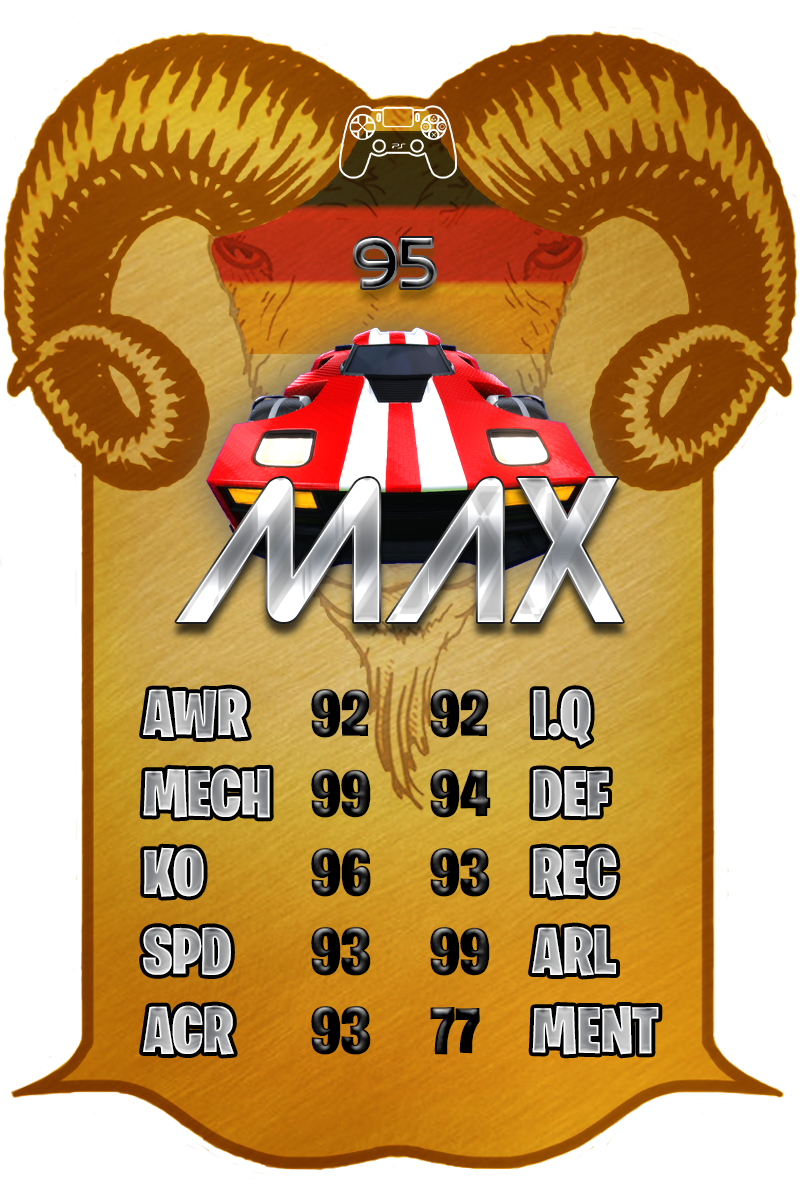 PS
95
MAX
AWR 92 92 I.Q
MECH 99 94 DEF
KO 96 93 REC
SPD 93 99 ARL
ACR 93 77 MENT